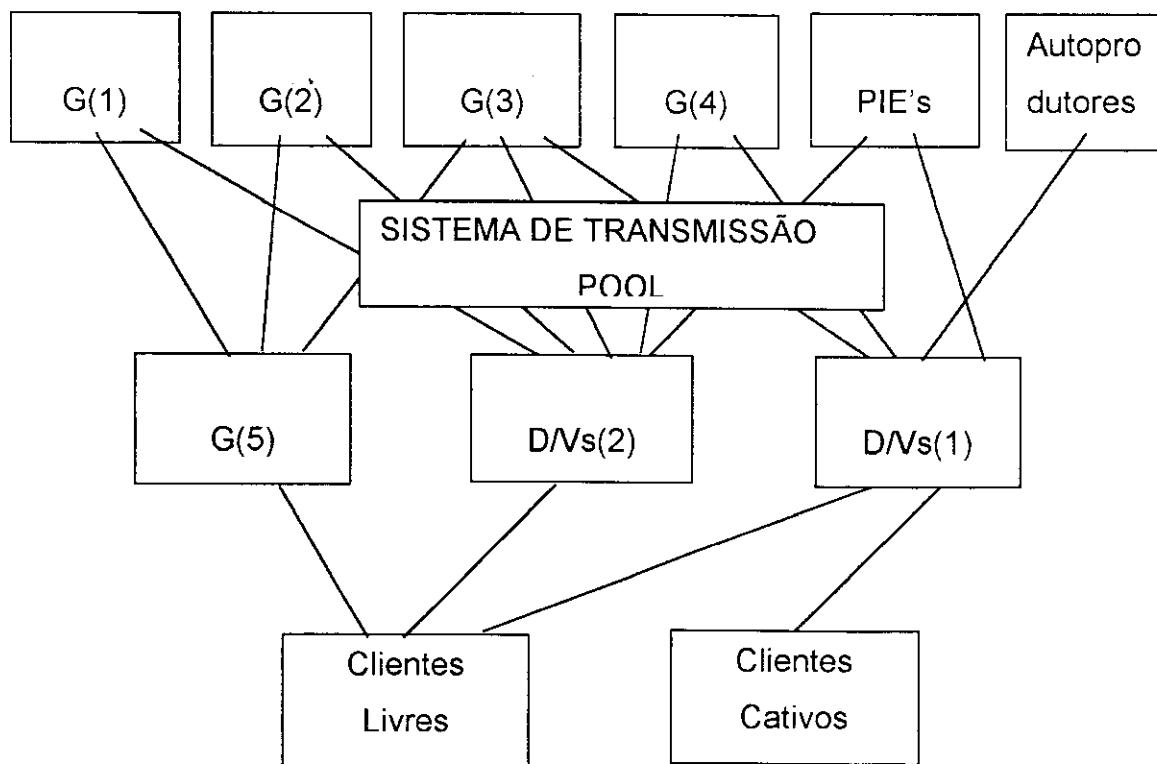 G(1)
G(2)
G(3)
G(4)
PIE's
Autopro
dutores
SISTEMA DE TRANSMISSÃO
POOL
G(5)
D/Vs(2)
D/Vs(1)
Clientes
Livres
Clientes
Cativos